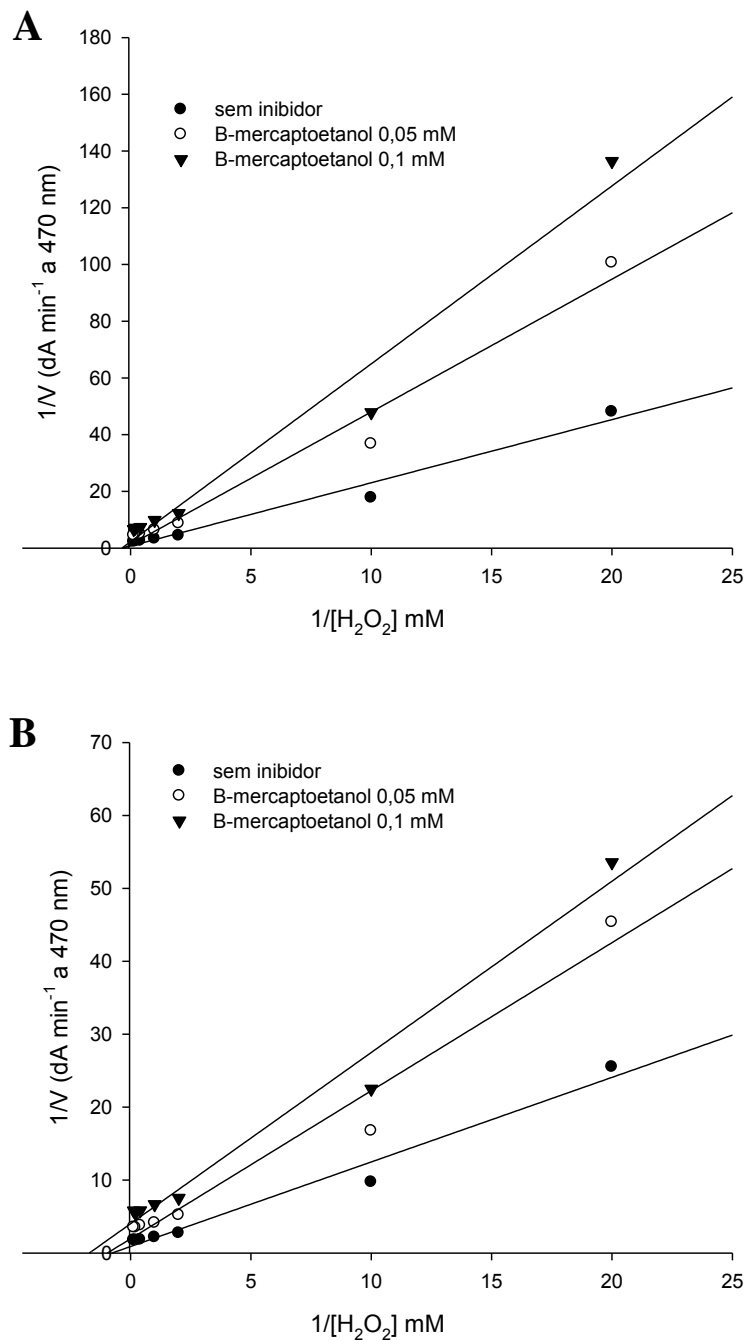 A
180
160
140
120
100
80
60
40
20
0
1/V (dA min⁻¹ a 470 nm)
sem inibidor
B-mercaptoetanol 0,05 mM
B-mercaptoetanol 0,1 mM
0 5 10 15 20 25
1/[H₂O₂] mM
B
70
60
50
40
30
20
10
0
1/V (dA min⁻¹ a 470 nm)
sem inibidor
B-mercaptoetanol 0,05 mM
B-mercaptoetanol 0,1 mM
0 5 10 15 20 25
1/[H₂O₂] mM